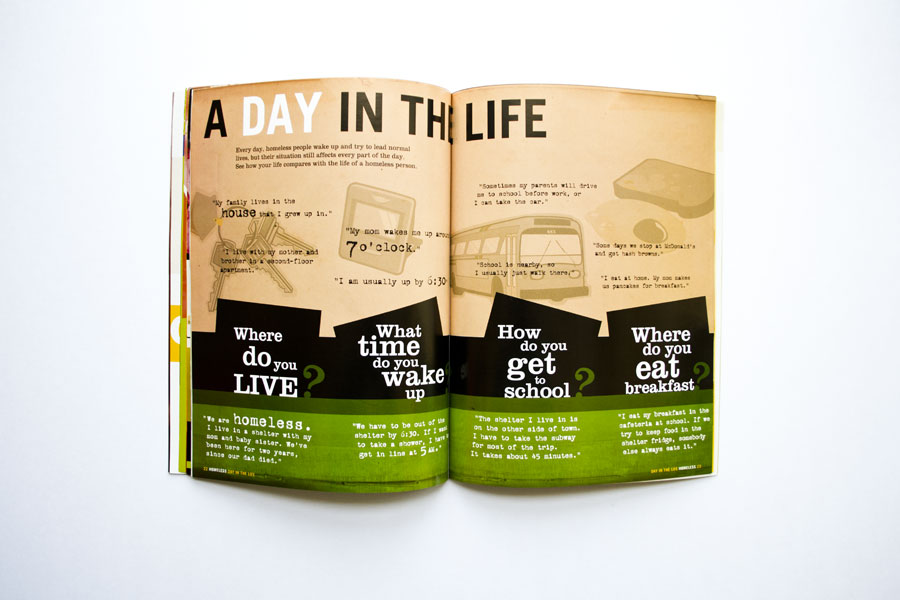 A DAY IN THE LIFE
Every day, homeless people wake up and try to lead normal
lives, but their situation still affects every part of the day.
See how your life compares with the life of a homeless person.
"My family lives in the
house that I grew up in."
"I live with my mother and
brother in a second-floor
apartment."
"My mom wakes me up around
7 o'clock."
"I am usually up by 6:30
"Sometimes my parents will drive
me to school before work, or
I can take the car."
"School is nearby, so
I usually just walk there."
"Some days we stop at McDonald's
and get hash browns."
"I eat at home. My mom makes
us pancakes for breakfast."
Where
do you
LIVE?
What
time
do you
wake
up
How
do you
get
to
school?
Where
do you
eat
breakfast?
"We are homeless.
I live in a shelter with my
mom and baby sister. We've
been here for two years,
since our dad died."
"We have to be out of the
shelter by 6:30. If I want
to take a shower, I have
get in line at 5 AM."
"The shelter I live in is
on the other side of town.
I have to take the subway
for most of the trip.
It takes about 45 minutes."
"I eat my breakfast in the
cafeteria at school. If we
try to keep food in the
shelter fridge, somebody
else always eats it."
HOMELESS DAY IN THE LIFE
DAY IN THE LIFE HOMELESS